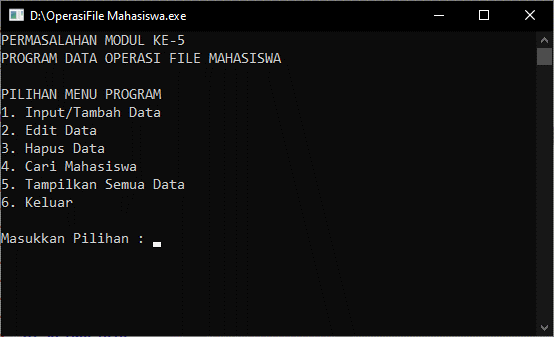 D:\OperasiFile Mahasiswa.exe
PERMASALAHAN MODUL KE-5
PROGRAM DATA OPERASI FILE MAHASISWA
PILIHAN MENU PROGRAM
1. Input/Tambah Data
2. Edit Data
3. Hapus Data
4. Cari Mahasiswa
5. Tampilkan Semua Data
6. Keluar
Masukkan Pilihan :